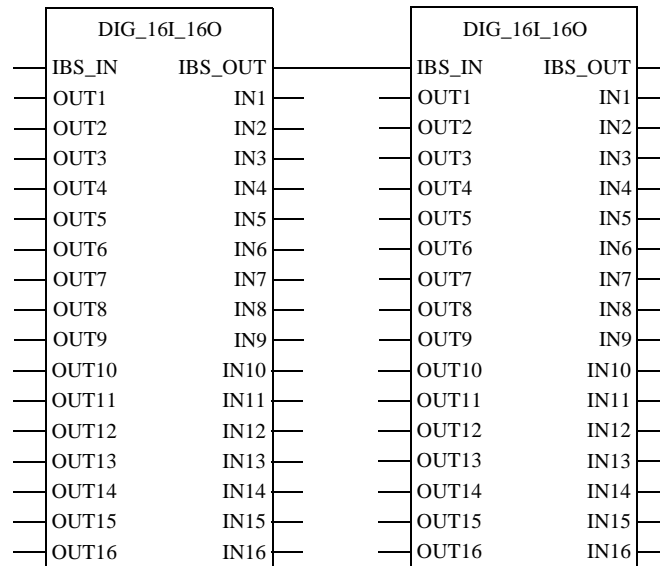 DIG_16I_16O DIG_16I_16O
IBS_IN IBS_OUT IBS_IN IBS_OUT
OUT1 IN1 OUT1 IN1
OUT2 IN2 OUT2 IN2
OUT3 IN3 OUT3 IN3
OUT4 IN4 OUT4 IN4
OUT5 IN5 OUT5 IN5
OUT6 IN6 OUT6 IN6
OUT7 IN7 OUT7 IN7
OUT8 IN8 OUT8 IN8
OUT9 IN9 OUT9 IN9
OUT10 IN10 OUT10 IN10
OUT11 IN11 OUT11 IN11
OUT12 IN12 OUT12 IN12
OUT13 IN13 OUT13 IN13
OUT14 IN14 OUT14 IN14
OUT15 IN15 OUT15 IN15
OUT16 IN16 OUT16 IN16